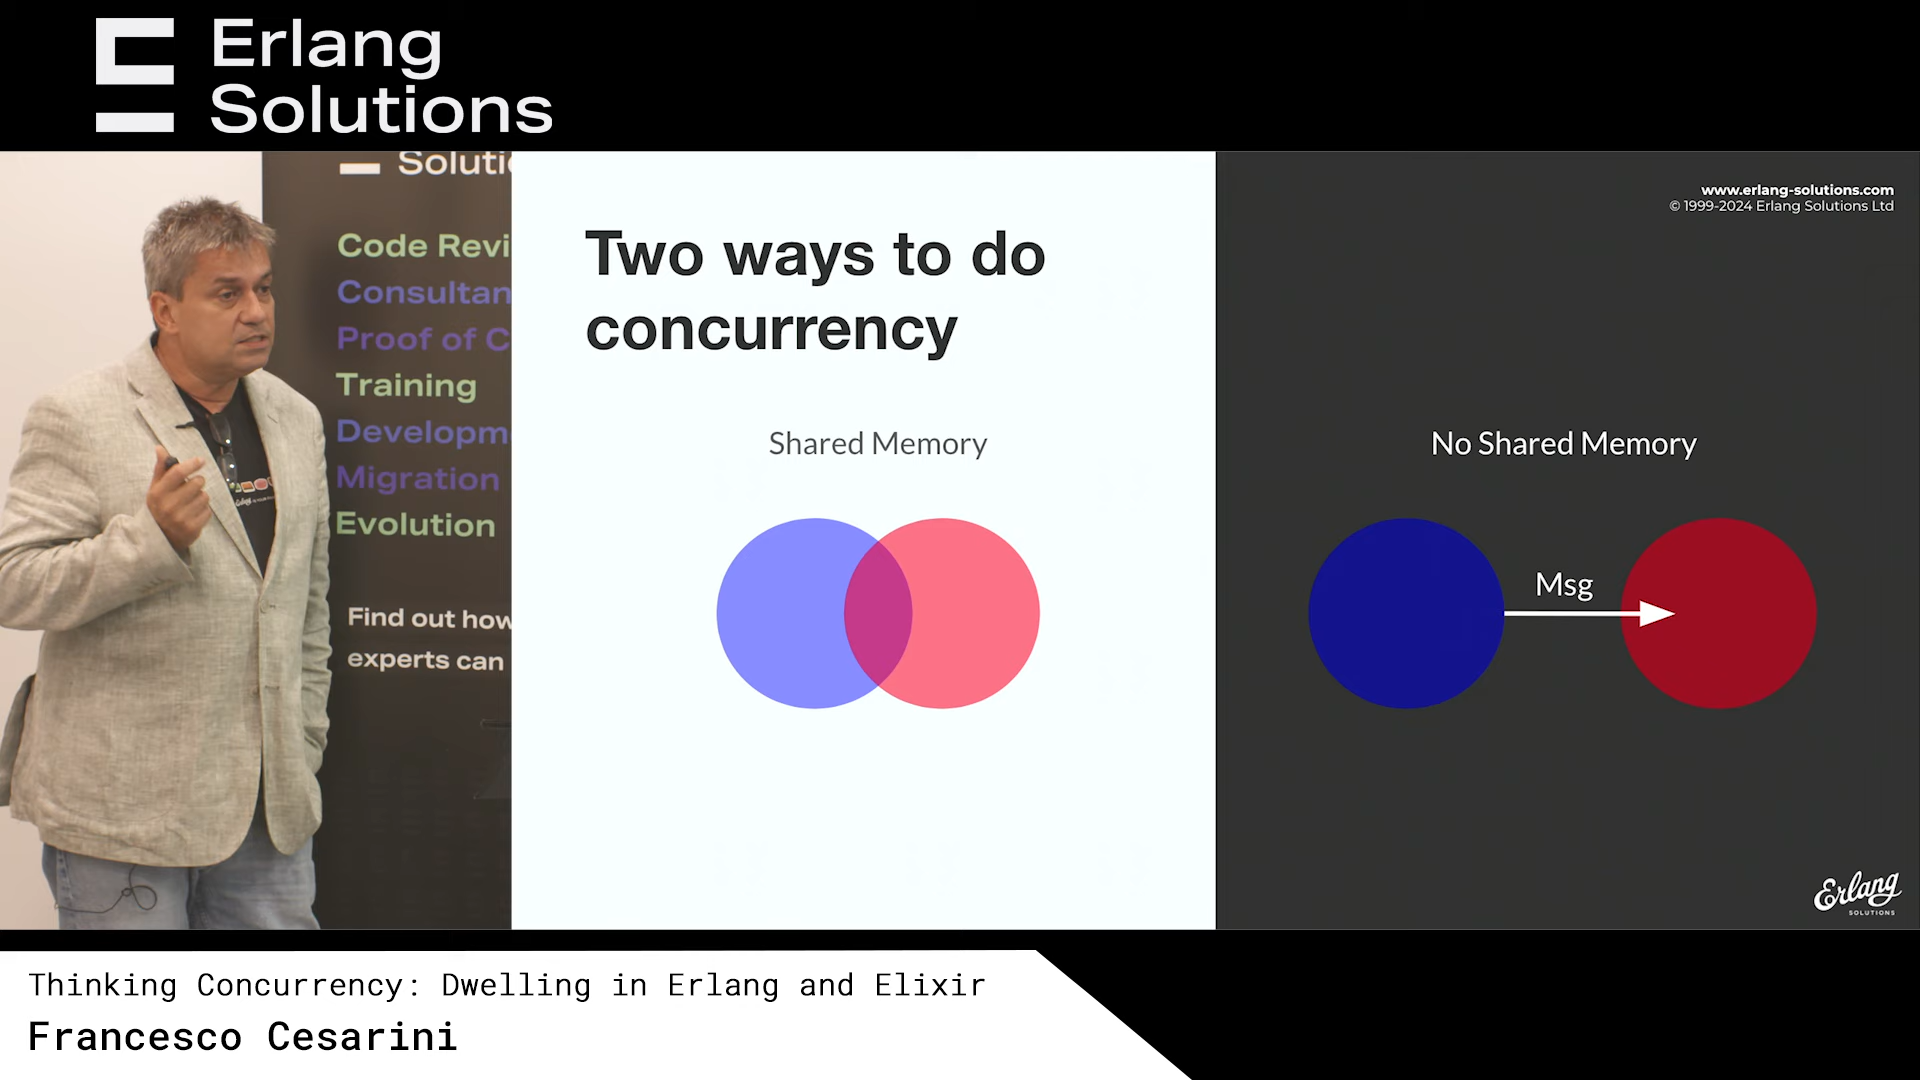 Erlang
Solutions
Code Revi
Consultan
Proof of C
Training
Developm
Migration
Evolution
Find out how
experts can
Two ways to do
concurrency
Shared Memory
www.erlang-solutions.com
© 1999-2024 Erlang Solutions Ltd
No Shared Memory
Msg
Erlang
SOLUTIONS
Thinking Concurrency: Dwelling in Erlang and Elixir
Francesco Cesarini